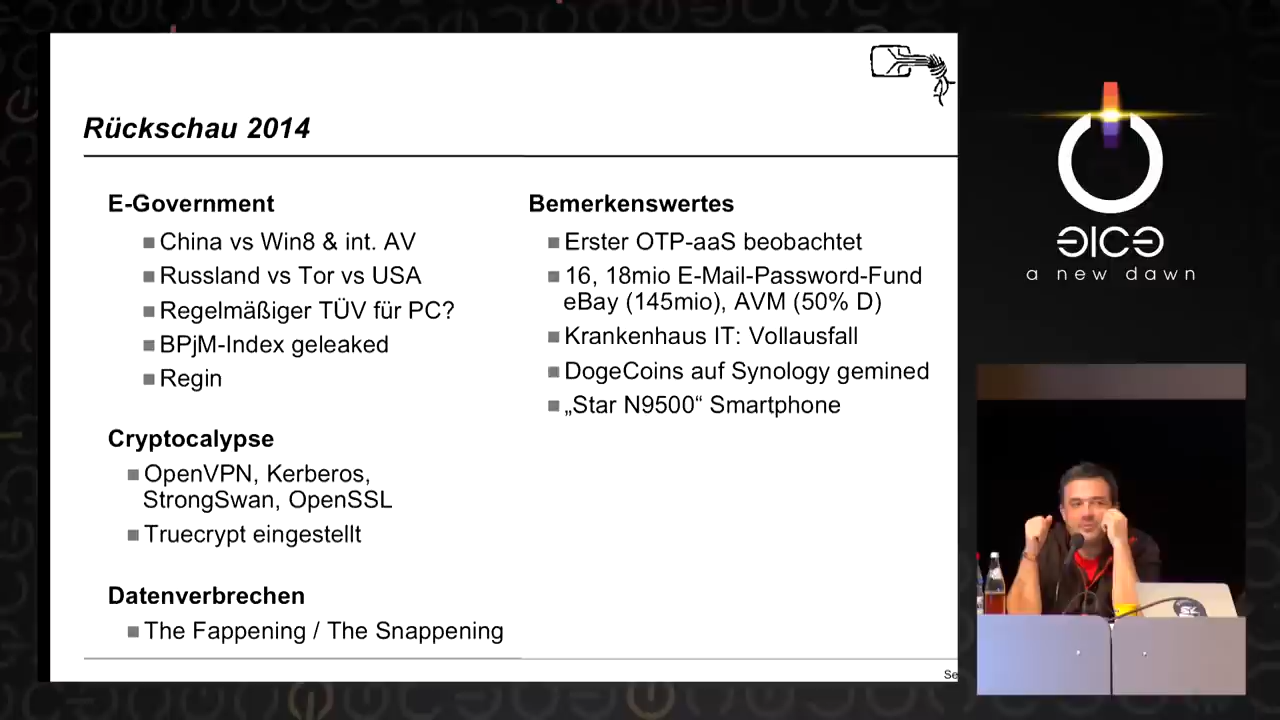 Rückschau 2014
E-Government
China vs Win8 & int. AV
Russland vs Tor vs USA
Regelmäßiger TÜV für PC?
BPjM-Index geleaked
Regin
Cryptocalypse
OpenVPN, Kerberos,
StrongSwan, OpenSSL
Truecrypt eingestellt
Datenverbrechen
The Fappening / The Snappening
Bemerkenswertes
Erster OTP-aaS beobachtet
16, 18mio E-Mail-Password-Fund
eBay (145mio), AVM (50% D)
Krankenhaus IT: Vollausfall
DogeCoins auf Synology gemined
„Star N9500“ Smartphone
Se
a new dawn